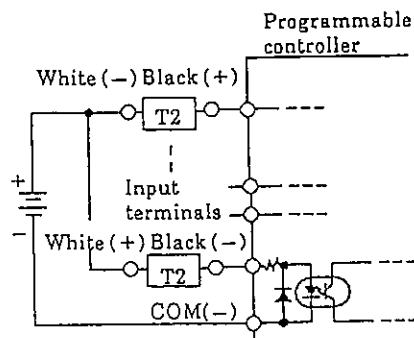 Programmable
controller
White (-) Black (+)
T2
+
Input
terminals
-
White (+) Black (-)
T2
COM(-)